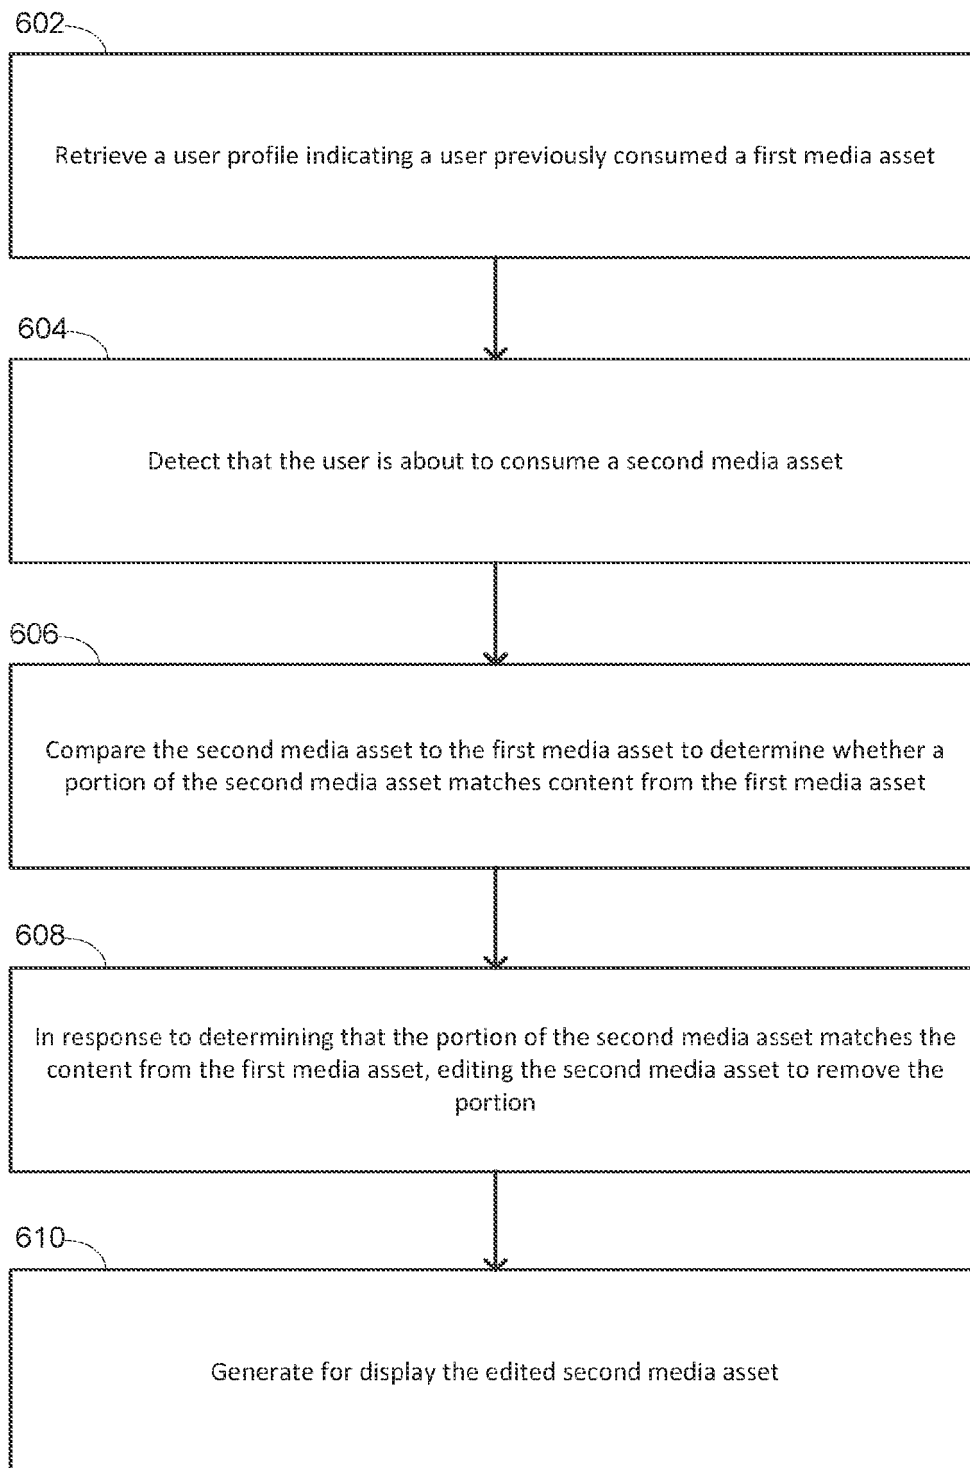 602
Retrieve a user profile indicating a user previously consumed a first media asset
604
Detect that the user is about to consume a second media asset
606
Compare the second media asset to the first media asset to determine whether a
portion of the second media asset matches content from the first media asset
608
In response to determining that the portion of the second media asset matches the
content from the first media asset, editing the second media asset to remove the
portion
610
Generate for display the edited second media asset